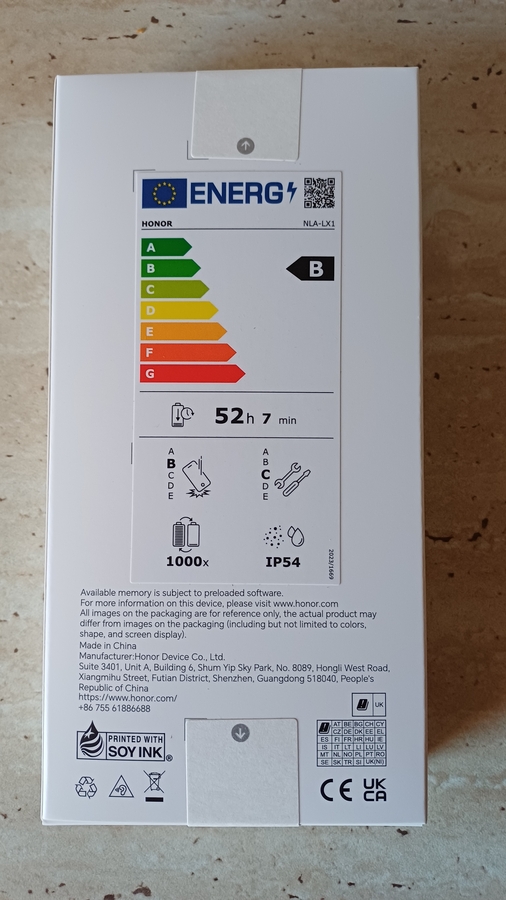 ENERG
HONOR NLA-LX1
A
B
B
C
D
E
F
G
52h 7 min
A
B
C
D
E
A
B
C
D
E
1000x
IP54
2023/1669
Available memory is subject to preloaded software.
For more information on this device, please visit www.honor.com
All images on the packaging are for reference only, the actual product may
differ from images on the packaging (including but not limited to colors,
shape, and screen display).
Made in China
Manufacturer:Honor Device Co., Ltd.
Suite 3401, Unit A, Building 6, Shum Yip Sky Park, No. 8089, Hongli West Road,
Xiangmihu Street, Futian District, Shenzhen, Guangdong 518040, People's
Republic of China
https://www.honor.com/
+86 755 61886688
UK
PRINTED WITH
SOY INK®
AT BE BG CH CY
CZ DE DK EE EL
ES FI FR HR HU IE
IS IT LT LI LU LV
MT NL NO PL PT RO
SE SK TR SI UK(NI)
CE
UK
CA